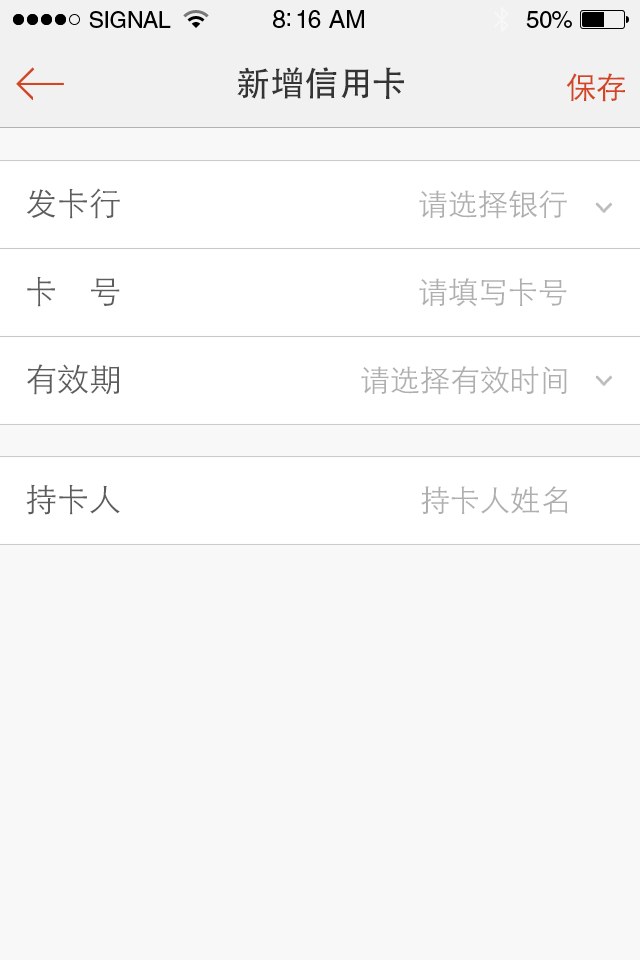 SIGNAL 8:16 AM 50%
新增信用卡 保存
发卡行 请选择银行
卡 号 请填写卡号
有效期 请选择有效时间
持卡人 持卡人姓名